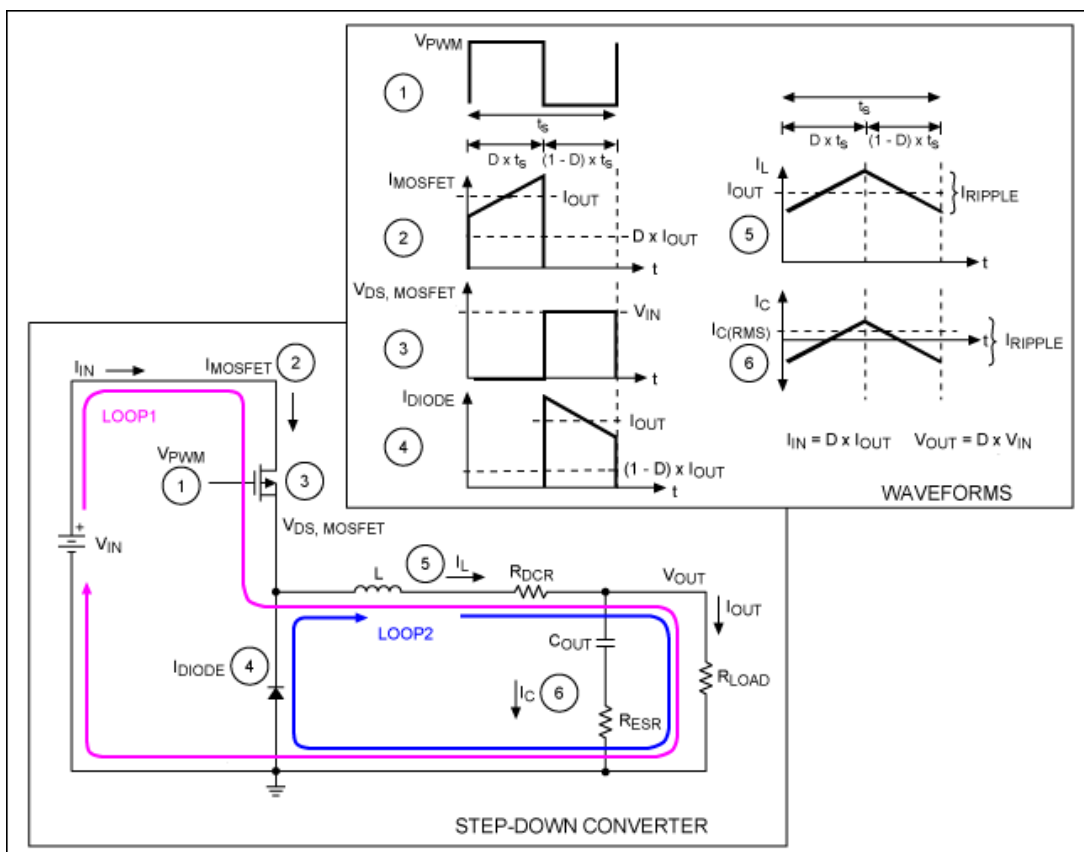 VPWM
1
tS
D x tS
(1 - D) x tS
IMOSFET
IOUT
2
D x IOUT
t
VDS, MOSFET
VIN
3
t
IDIODE
IOUT
4
(1 - D) x IOUT
t
tS
D x tS
(1 - D) x tS
IL
IOUT
IRIPPLE
5
t
IC
IC(RMS)
t
IRIPPLE
6
IIN = D x IOUT VOUT = D x VIN
WAVEFORMS
IIN
IMOSFET
2
LOOP1
VPWM
1
3
VDS, MOSFET
+
VIN
5
L
IL
RDCR
VOUT
IOUT
LOOP2
COUT
IDIODE
4
RLOAD
IC
6
RESR
STEP-DOWN CONVERTER